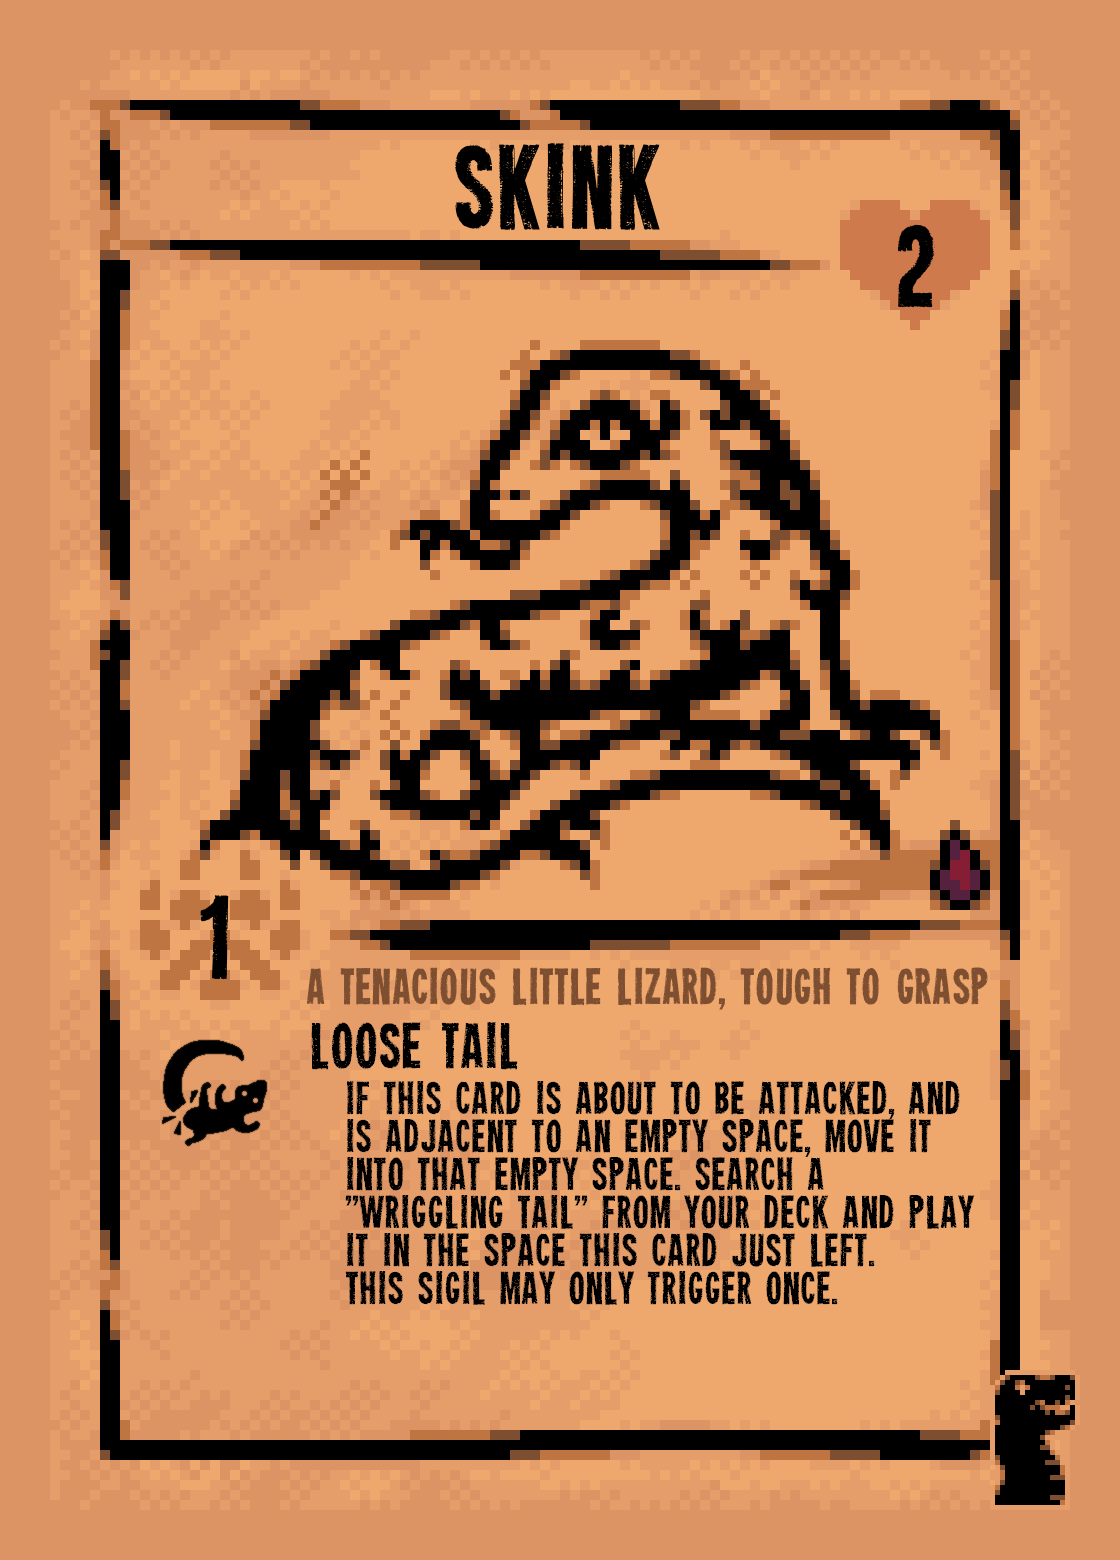 SKINK
2
1
A TENACIOUS LITTLE LIZARD, TOUGH TO GRASP
LOOSE TAIL
IF THIS CARD IS ABOUT TO BE ATTACKED, AND
IS ADJACENT TO AN EMPTY SPACE, MOVE IT
INTO THAT EMPTY SPACE. SEARCH A
"WRIGGLING TAIL" FROM YOUR DECK AND PLAY
IT IN THE SPACE THIS CARD JUST LEFT.
THIS SIGIL MAY ONLY TRIGGER ONCE.